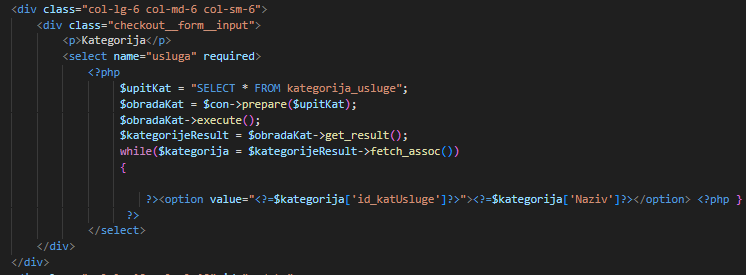 <div class="col-lg-6 col-md-6 col-sm-6">
<div class="checkout__form__input">
<p>Kategorija</p>
<select name="usluga" required>
<?php
$upitKat = "SELECT * FROM kategorija_usluge";
$obradaKat = $con->prepare($upitKat);
$obradaKat->execute();
$kategorijeResult = $obradaKat->get_result();
while($kategorija = $kategorijeResult->fetch_assoc())
{
?><option value="<?=$kategorija['id_katUsluge']?>"><?=$kategorija['Naziv']?></option> <?php }
?>
</select>
</div>
</div>